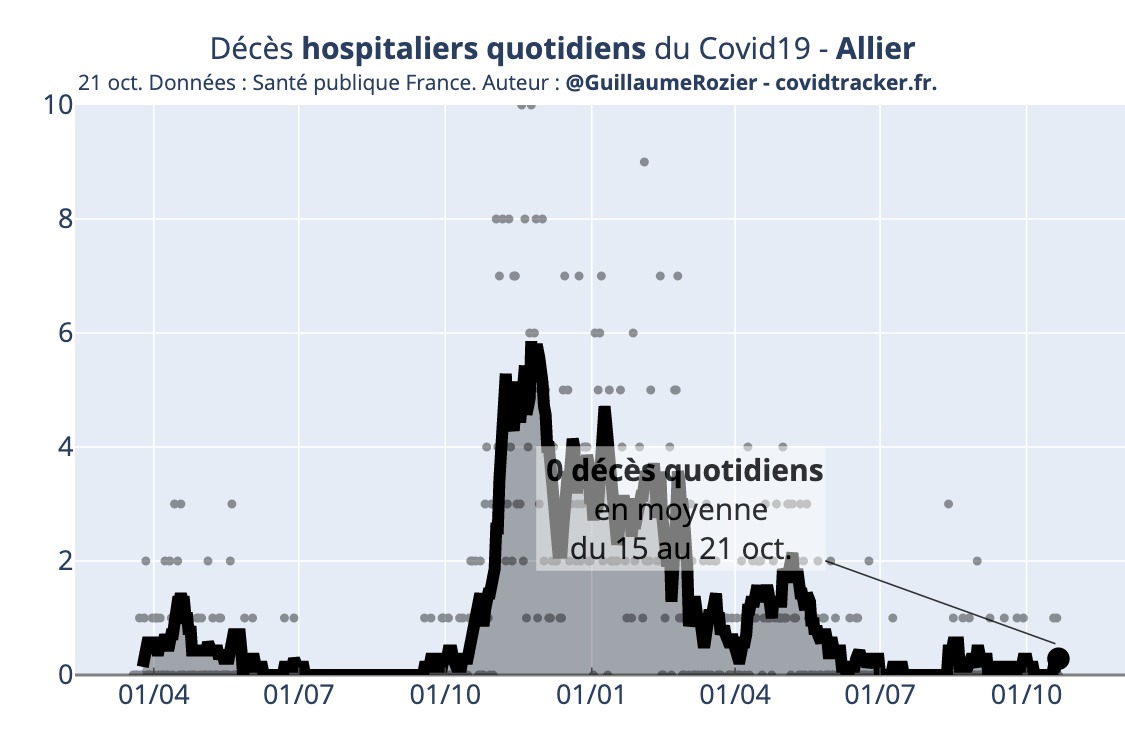 Décès hospitaliers quotidiens du Covid19 - Allier
21 oct. Données : Santé publique France. Auteur : @GuillaumeRozier - covidtracker.fr.
10
8
6
4
2
0
0 décès quotidiens
en moyenne
du 15 au 21 oct.
01/04 01/07 01/10 01/01 01/04 01/07 01/10